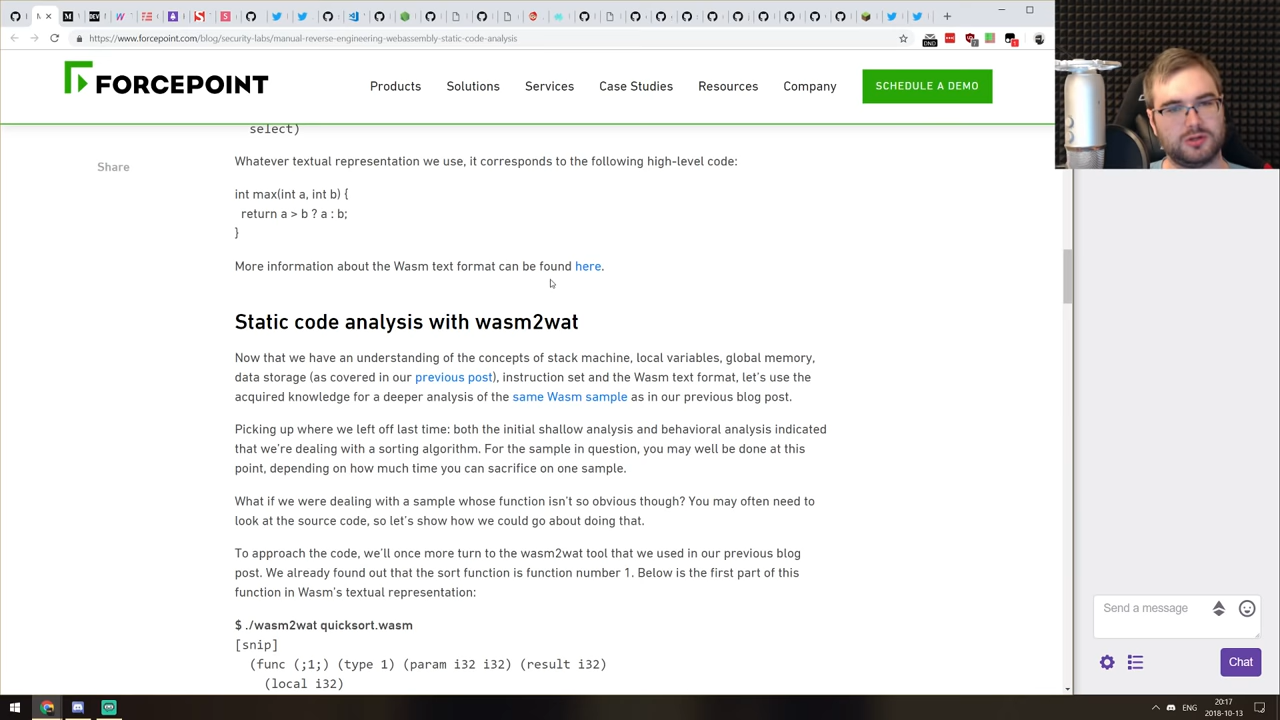 https://www.forcepoint.com/blog/security-labs/manual-reverse-engineering-webassembly-static-code-analysis
FORCEPOINT
Products
Solutions
Services
Case Studies
Resources
Company
SCHEDULE A DEMO
select)
Share
Whatever textual representation we use, it corresponds to the following high-level code:
int max(int a, int b) {
return a > b ? a : b;
}
More information about the Wasm text format can be found here.
Static code analysis with wasm2wat
Now that we have an understanding of the concepts of stack machine, local variables, global memory,
data storage (as covered in our previous post), instruction set and the Wasm text format, let's use the
acquired knowledge for a deeper analysis of the same Wasm sample as in our previous blog post.
Picking up where we left off last time: both the initial shallow analysis and behavioral analysis indicated
that we're dealing with a sorting algorithm. For the sample in question, you may well be done at this
point, depending on how much time you can sacrifice on one sample.
What if we were dealing with a sample whose function isn't so obvious though? You may often need to
look at the source code, so let's show how we could go about doing that.
To approach the code, we'll once more turn to the wasm2wat tool that we used in our previous blog
post. We already found out that the sort function is function number 1. Below is the first part of this
function in Wasm's textual representation:
$ ./wasm2wat quicksort.wasm
[snip]
(func (;1;) (type 1) (param i32 i32) (result i32)
(local i32)
Send a message
Chat
ENG
20:17
2018-10-13